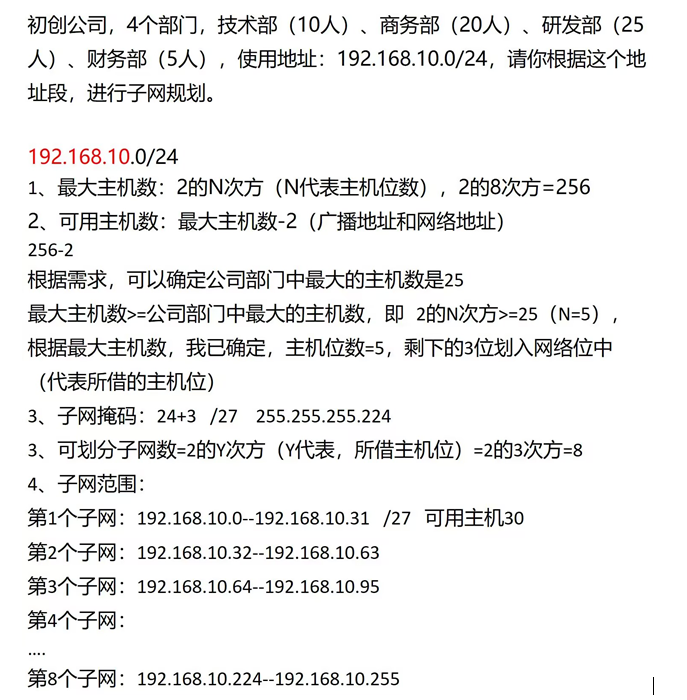 初创公司，4个部门，技术部（10人）、商务部（20人）、研发部（25
人）、财务部（5人），使用地址：192.168.10.0/24，请你根据这个地
址段，进行子网规划。
192.168.10.0/24
1、最大主机数：2的N次方（N代表主机位数），2的8次方=256
2、可用主机数：最大主机数-2（广播地址和网络地址）
256-2
根据需求，可以确定公司部门中最大的主机数是25
最大主机数>=公司部门中最大的主机数，即 2的N次方>=25（N=5），
根据最大主机数，我已确定，主机位数=5，剩下的3位划入网络位中
（代表所借的主机位）
3、子网掩码：24+3 /27 255.255.255.224
3、可划分子网数=2的Y次方（Y代表，所借主机位）=2的3次方=8
4、子网范围：
第1个子网：192.168.10.0--192.168.10.31 /27 可用主机30
第2个子网：192.168.10.32--192.168.10.63
第3个子网：192.168.10.64--192.168.10.95
第4个子网：
....
第8个子网：192.168.10.224--192.168.10.255